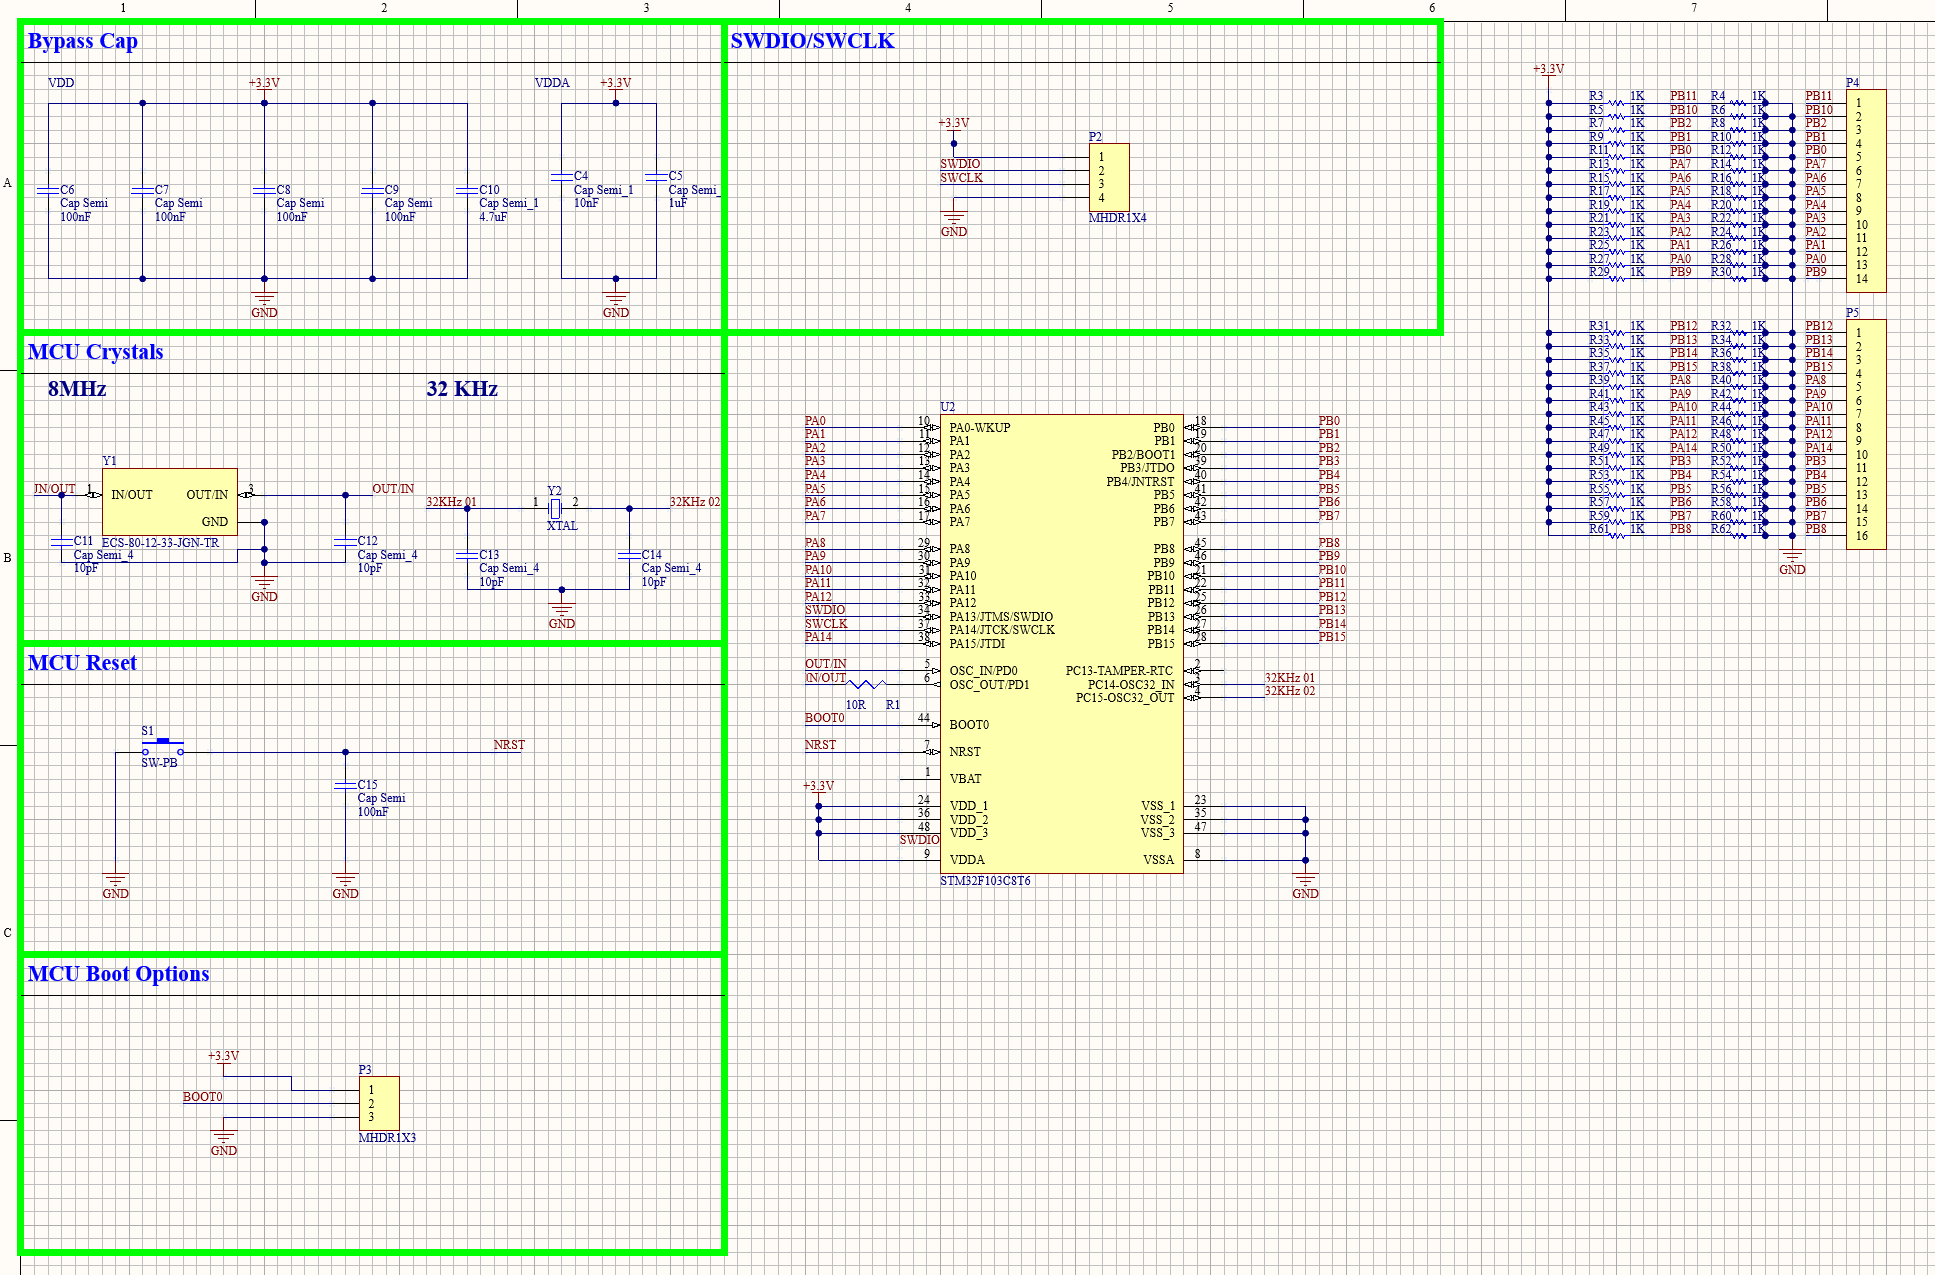 1 2 3 4 5 6 7
A
B
C
Bypass Cap
VDD +3.3V VDDA +3.3V
C6 Cap Semi 100nF
C7 Cap Semi 100nF
C8 Cap Semi 100nF
C9 Cap Semi 100nF
C10 Cap Semi_1 4.7uF
C4 Cap Semi_1 10nF
C5 Cap Semi_ 1uF
GND GND
SWDIO/SWCLK
+3.3V
P2
SWDIO
SWCLK
1
2
3
4
GND
MHDR1X4
MCU Crystals
8MHz 32 KHz
Y1
IN/OUT 1 IN/OUT OUT/IN 3 OUT/IN
GND
ECS-80-12-33-JGN-TR
C11 Cap Semi_4 10pF
C12 Cap Semi_4 10pF
GND
32KHz 01 1 Y2 2 32KHz 02
XTAL
C13 Cap Semi_4 10pF
C14 Cap Semi_4 10pF
GND
MCU Reset
S1
SW-PB
NRST
C15 Cap Semi 100nF
GND GND
MCU Boot Options
+3.3V
P3
BOOT0
1
2
3
GND
MHDR1X3
U2
PA0 10 PA0-WKUP PB0 18 PB0
PA1 11 PA1 PB1 19 PB1
PA2 12 PA2 PB2/BOOT1 20 PB2
PA3 13 PA3 PB3/JTDO 39 PB3
PA4 14 PA4 PB4/JNTRST 40 PB4
PA5 15 PA5 PB5 41 PB5
PA6 16 PA6 PB6 42 PB6
PA7 17 PA7 PB7 43 PB7
PA8 29 PA8 PB8 45 PB8
PA9 30 PA9 PB9 46 PB9
PA10 31 PA10 PB10 21 PB10
PA11 32 PA11 PB11 22 PB11
PA12 33 PA12 PB12 25 PB12
SWDIO 34 PA13/JTMS/SWDIO PB13 26 PB13
SWCLK 37 PA14/JTCK/SWCLK PB14 27 PB14
PA14 38 PA15/JTDI PB15 28 PB15
OUT/IN 5 OSC_IN/PD0 PC13-TAMPER-RTC 2
IN/OUT 6 OSC_OUT/PD1 PC14-OSC32_IN 3 32KHz 01
PC15-OSC32_OUT 4 32KHz 02
10R R1
BOOT0 44 BOOT0
NRST 7 NRST
1 VBAT
+3.3V
24 VDD_1 VSS_1 23
36 VDD_2 VSS_2 35
48 VDD_3 VSS_3 47
SWDIO
9 VDDA VSSA 8
STM32F103C8T6
GND
+3.3V
P4
R3 1K PB11 R4 1K PB11 1
R5 1K PB10 R6 1K PB10 2
R7 1K PB2 R8 1K PB2 3
R9 1K PB1 R10 1K PB1 4
R11 1K PB0 R12 1K PB0 5
R13 1K PA7 R14 1K PA7 6
R15 1K PA6 R16 1K PA6 7
R17 1K PA5 R18 1K PA5 8
R19 1K PA4 R20 1K PA4 9
R21 1K PA3 R22 1K PA3 10
R23 1K PA2 R24 1K PA2 11
R25 1K PA1 R26 1K PA1 12
R27 1K PA0 R28 1K PA0 13
R29 1K PB9 R30 1K PB9 14
P5
R31 1K PB12 R32 1K PB12 1
R33 1K PB13 R34 1K PB13 2
R35 1K PB14 R36 1K PB14 3
R37 1K PB15 R38 1K PB15 4
R39 1K PA8 R40 1K PA8 5
R41 1K PA9 R42 1K PA9 6
R43 1K PA10 R44 1K PA10 7
R45 1K PA11 R46 1K PA11 8
R47 1K PA12 R48 1K PA12 9
R49 1K PA14 R50 1K PA14 10
R51 1K PB3 R52 1K PB3 11
R53 1K PB4 R54 1K PB4 12
R55 1K PB5 R56 1K PB5 13
R57 1K PB6 R58 1K PB6 14
R59 1K PB7 R60 1K PB7 15
R61 1K PB8 R62 1K PB8 16
GND